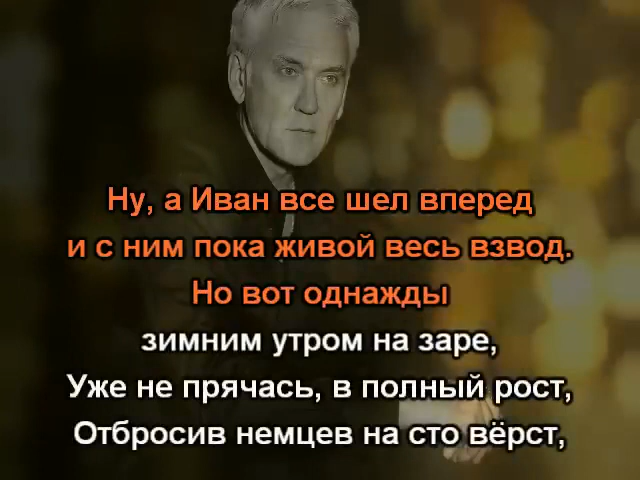 Ну, а Иван все шел вперед
и с ним пока живой весь взвод.
Но вот однажды
зимним утром на заре,
Уже не прячась, в полный рост,
Отбросив немцев на сто вёрст,